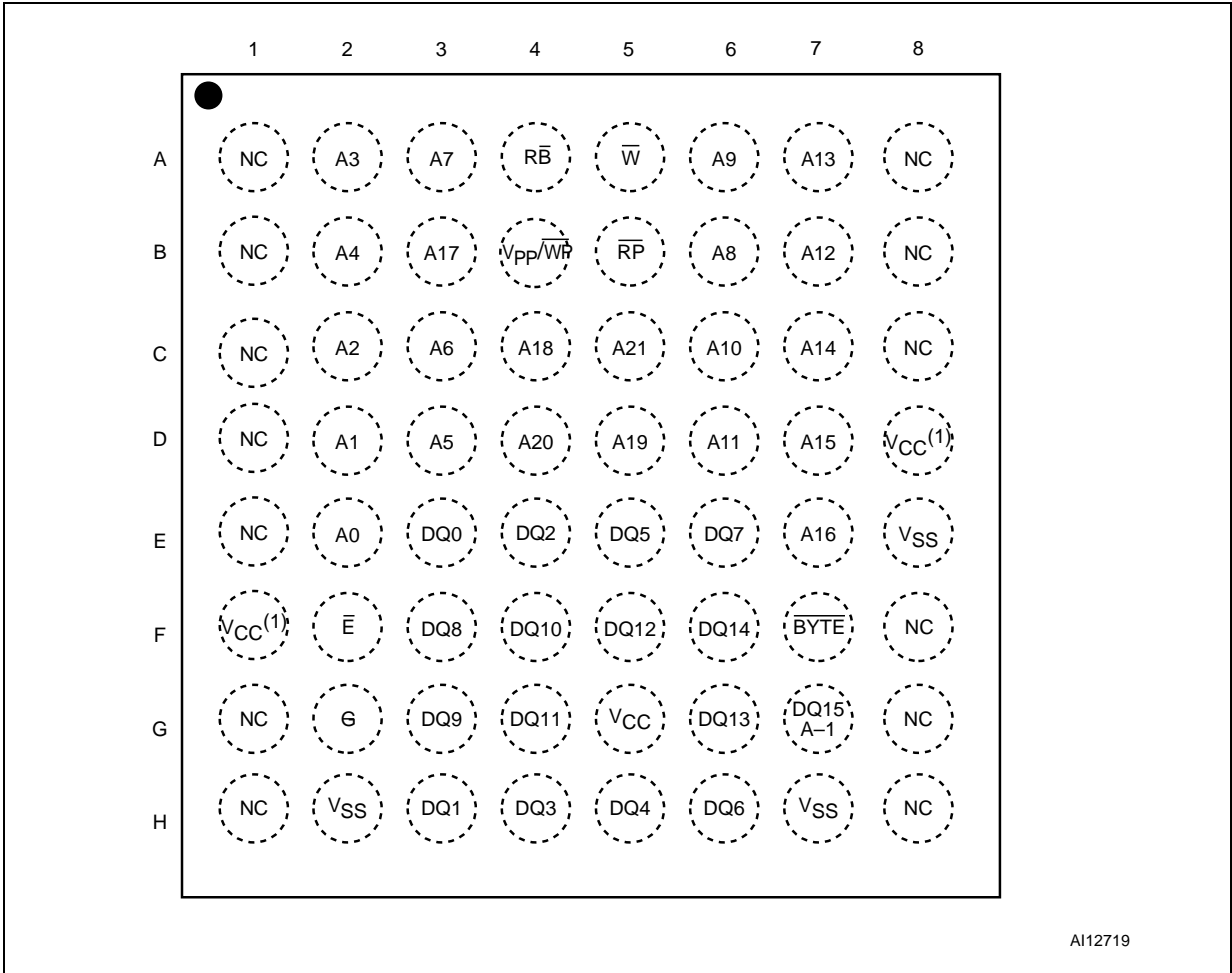 1 2 3 4 5 6 7 8
A NC A3 A7 RB̅ W̅ A9 A13 NC
B NC A4 A17 VPP/W̅P̅ R̅P̅ A8 A12 NC
C NC A2 A6 A18 A21 A10 A14 NC
D NC A1 A5 A20 A19 A11 A15 VCC(1)
E NC A0 DQ0 DQ2 DQ5 DQ7 A16 VSS
F VCC(1) E̅ DQ8 DQ10 DQ12 DQ14 B̅Y̅T̅E̅ NC
G NC G̅ DQ9 DQ11 VCC DQ13 DQ15 NC
A–1
H NC VSS DQ1 DQ3 DQ4 DQ6 VSS NC
AI12719